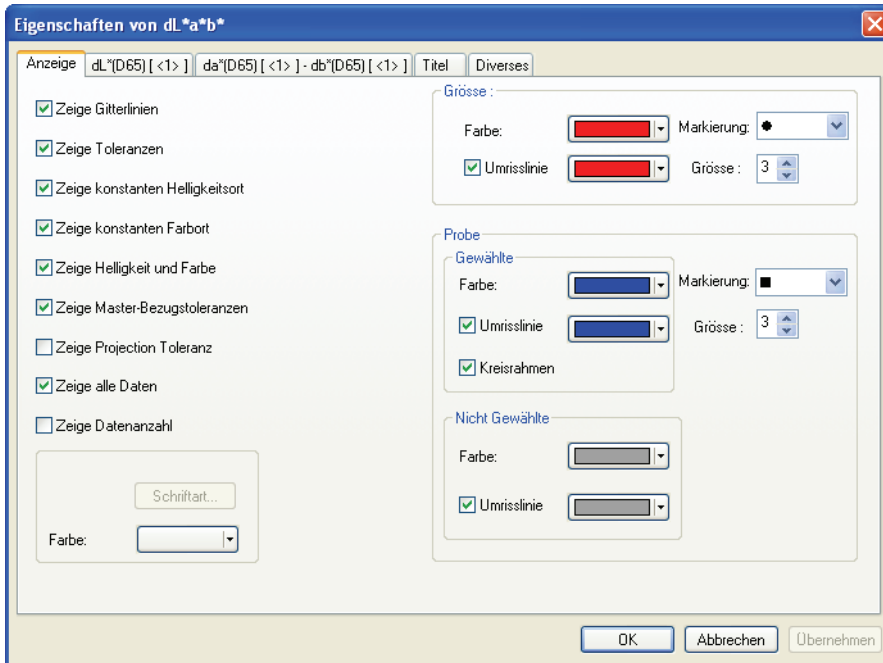 Eigenschaften von dL*a*b*
Anzeige dL*(D65) [ <1> ] da*(D65) [ <1> ] - db*(D65) [ <1> ] Titel Diverses
Zeige Gitterlinien
Zeige Toleranzen
Zeige konstanten Helligkeitsort
Zeige konstanten Farbort
Zeige Helligkeit und Farbe
Zeige Master-Bezugstoleranzen
Zeige Projection Toleranz
Zeige alle Daten
Zeige Datenanzahl
Schriftart...
Farbe:
Grösse :
Farbe:
Markierung:
Umrisslinie
Grösse : 3
Probe
Gewählte
Farbe:
Markierung:
Umrisslinie
Grösse : 3
Kreisrahmen
Nicht Gewählte
Farbe:
Umrisslinie
OK Abbrechen Übernehmen